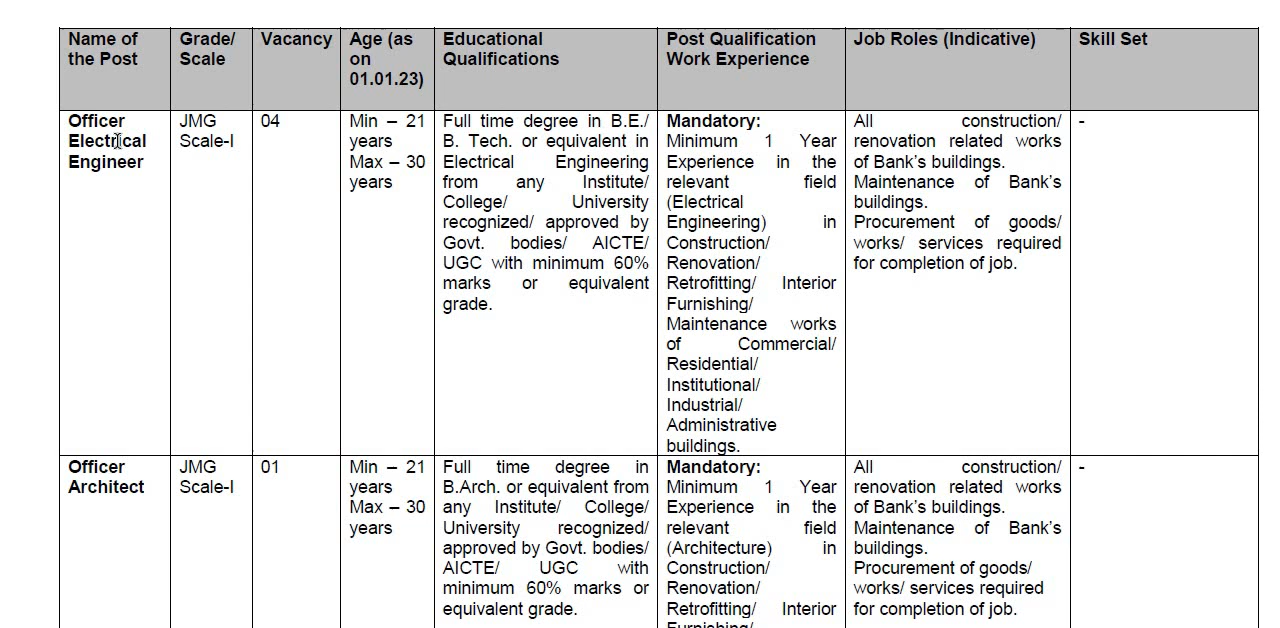 Name of
the Post
Grade/
Scale
Vacancy
Age (as
on
01.01.23)
Educational
Qualifications
Post Qualification
Work Experience
Job Roles (Indicative)
Skill Set
Officer
Electrical
Engineer
JMG
Scale-I
04
Min – 21
years
Max – 30
years
Full time degree in B.E./
B. Tech. or equivalent in
Electrical Engineering
from any Institute/
College/ University
recognized/ approved by
Govt. bodies/ AICTE/
UGC with minimum 60%
marks or equivalent
grade.
Mandatory:
Minimum 1 Year
Experience in the
relevant field
(Electrical
Engineering) in
Construction/
Renovation/
Retrofitting/ Interior
Furnishing/
Maintenance works
of Commercial/
Residential/
Institutional/
Industrial/
Administrative
buildings.
All construction/
renovation related works
of Bank’s buildings.
Maintenance of Bank’s
buildings.
Procurement of goods/
works/ services required
for completion of job.
-
Officer
Architect
JMG
Scale-I
01
Min – 21
years
Max – 30
years
Full time degree in
B.Arch. or equivalent from
any Institute/ College/
University recognized/
approved by Govt. bodies/
AICTE/ UGC with
minimum 60% marks or
equivalent grade.
Mandatory:
Minimum 1 Year
Experience in the
relevant field
(Architecture) in
Construction/
Renovation/
Retrofitting/ Interior
Furnishing/
All construction/
renovation related works
of Bank’s buildings.
Maintenance of Bank’s
buildings.
Procurement of goods/
works/ services required
for completion of job.
-